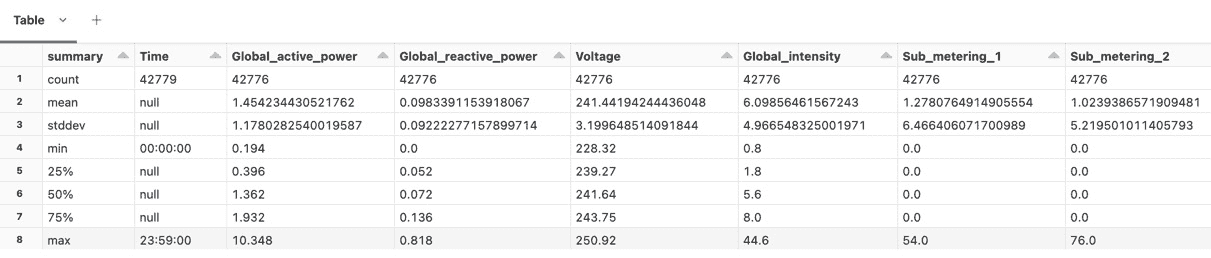 Table +
summary Time Global_active_power Global_reactive_power Voltage Global_intensity Sub_metering_1 Sub_metering_2
1 count 42779 42776 42776 42776 42776 42776 42776
2 mean null 1.454234430521762 0.0983391153918067 241.44194244436048 6.09856461567243 1.2780764914905554 1.0239386571909481
3 stddev null 1.1780282540019587 0.09222277157899714 3.199648514091844 4.966548325001971 6.466406071700989 5.219501011405793
4 min 00:00:00 0.194 0.0 228.32 0.8 0.0 0.0
5 25% null 0.396 0.052 239.27 1.8 0.0 0.0
6 50% null 1.362 0.072 241.64 5.6 0.0 0.0
7 75% null 1.932 0.136 243.75 8.0 0.0 0.0
8 max 23:59:00 10.348 0.818 250.92 44.6 54.0 76.0